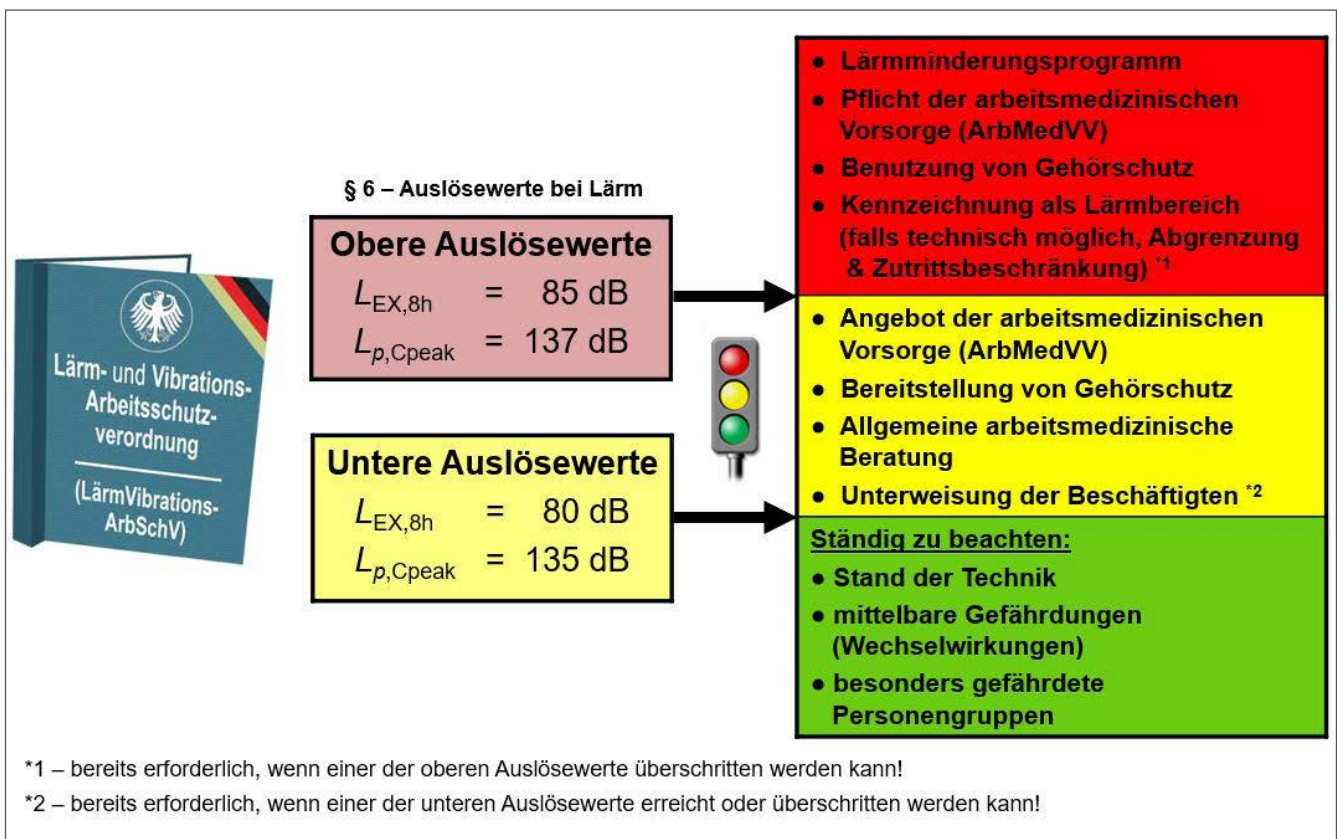 Lärm- und Vibrations-
Arbeitsschutz-
verordnung
(LärmVibrations-
ArbSchV)
§ 6 – Auslösewerte bei Lärm
Obere Auslösewerte
LEX,8h = 85 dB
Lp,Cpeak = 137 dB
Untere Auslösewerte
LEX,8h = 80 dB
Lp,Cpeak = 135 dB
● Lärmminderungsprogramm
● Pflicht der arbeitsmedizinischen
Vorsorge (ArbMedVV)
● Benutzung von Gehörschutz
● Kennzeichnung als Lärmbereich
(falls technisch möglich, Abgrenzung
& Zutrittsbeschränkung) *1
● Angebot der arbeitsmedizinischen
Vorsorge (ArbMedVV)
● Bereitstellung von Gehörschutz
● Allgemeine arbeitsmedizinische
Beratung
● Unterweisung der Beschäftigten *2
Ständig zu beachten:
● Stand der Technik
● mittelbare Gefährdungen
(Wechselwirkungen)
● besonders gefährdete
Personengruppen
*1 – bereits erforderlich, wenn einer der oberen Auslösewerte überschritten werden kann!
*2 – bereits erforderlich, wenn einer der unteren Auslösewerte erreicht oder überschritten werden kann!